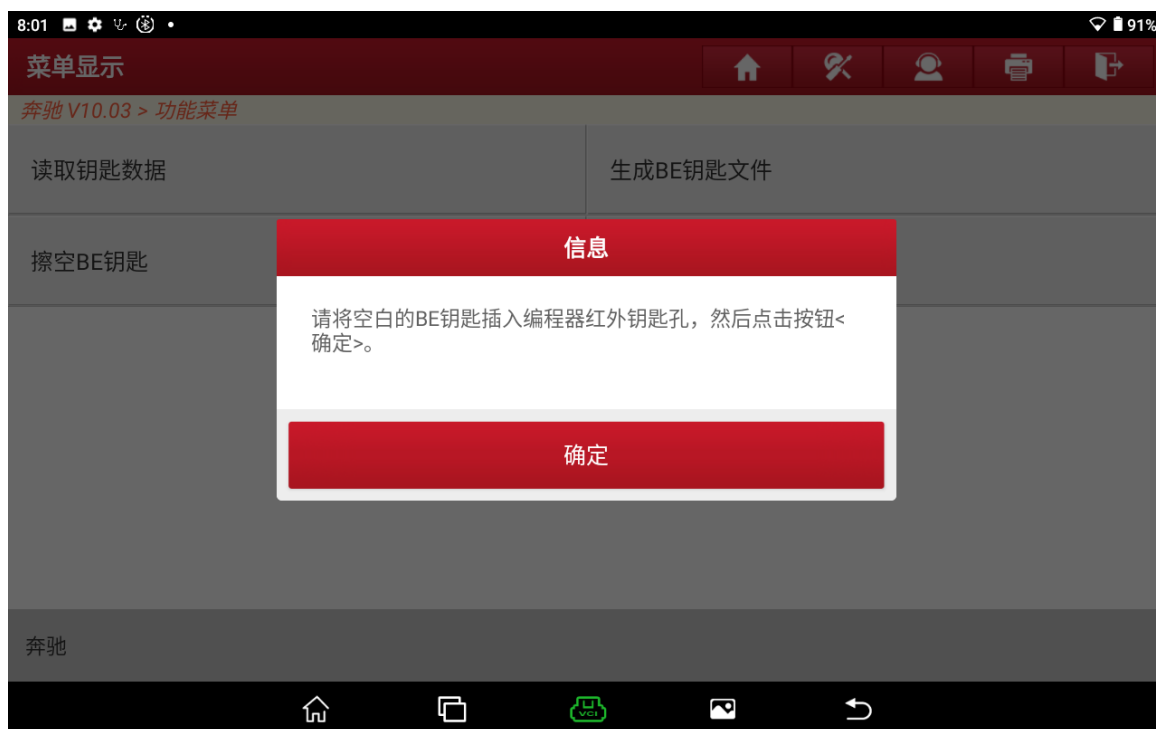 8:01
91%
菜单显示
奔驰 V10.03 > 功能菜单
读取钥匙数据
生成BE钥匙文件
擦空BE钥匙
信息
请将空白的BE钥匙插入编程器红外钥匙孔，然后点击按钮<
确定>。
确定
奔驰
VCI